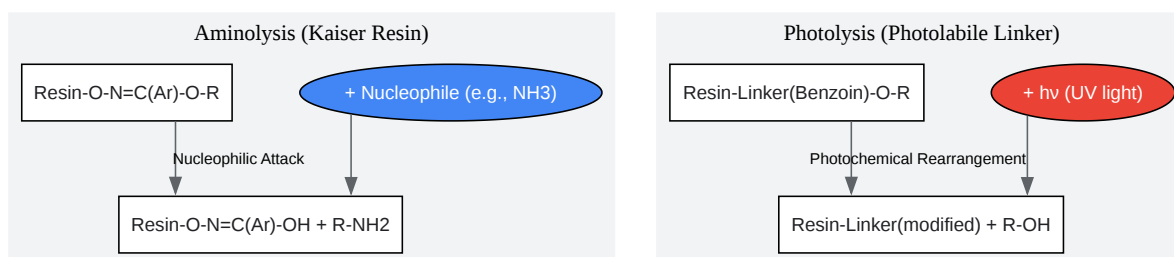 Aminolysis (Kaiser Resin)
Resin-O-N=C(Ar)-O-R
+ Nucleophile (e.g., NH3)
Nucleophilic Attack
Resin-O-N=C(Ar)-OH + R-NH2
Photolysis (Photolabile Linker)
Resin-Linker(Benzoin)-O-R
+ hν (UV light)
Photochemical Rearrangement
Resin-Linker(modified) + R-OH